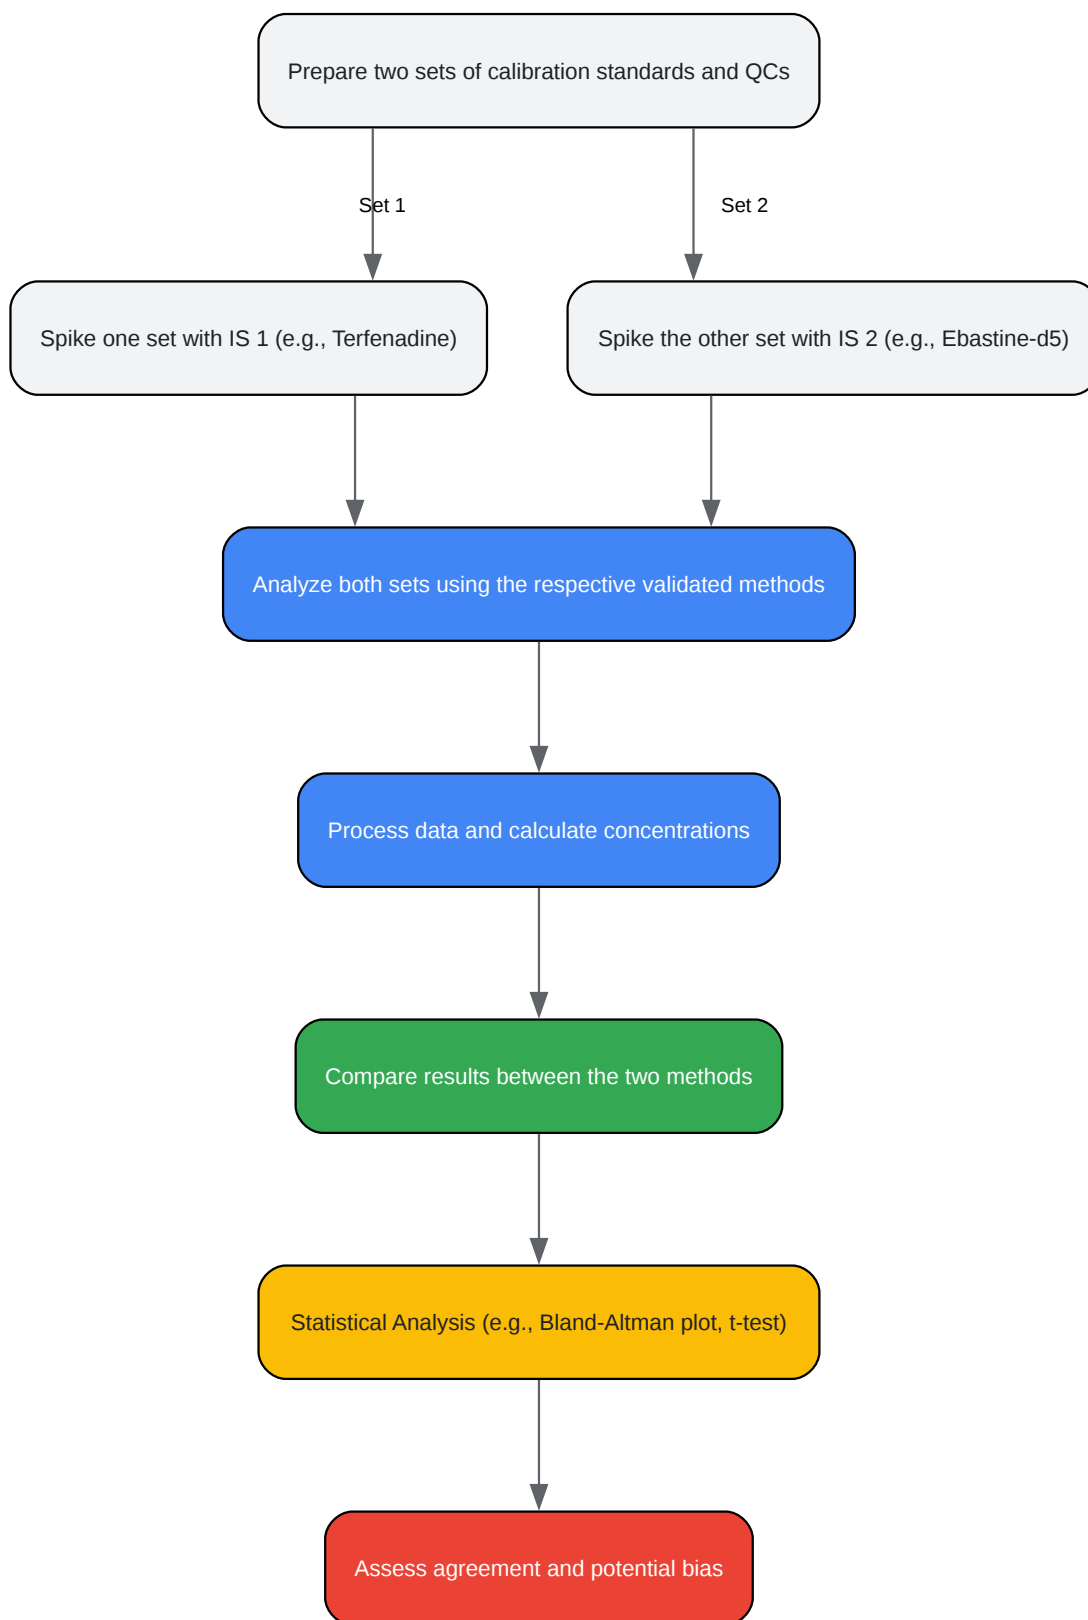 Prepare two sets of calibration standards and QCs
Set 1
Set 2
Spike one set with IS 1 (e.g., Terfenadine)
Spike the other set with IS 2 (e.g., Ebastine-d5)
Analyze both sets using the respective validated methods
Process data and calculate concentrations
Compare results between the two methods
Statistical Analysis (e.g., Bland-Altman plot, t-test)
Assess agreement and potential bias